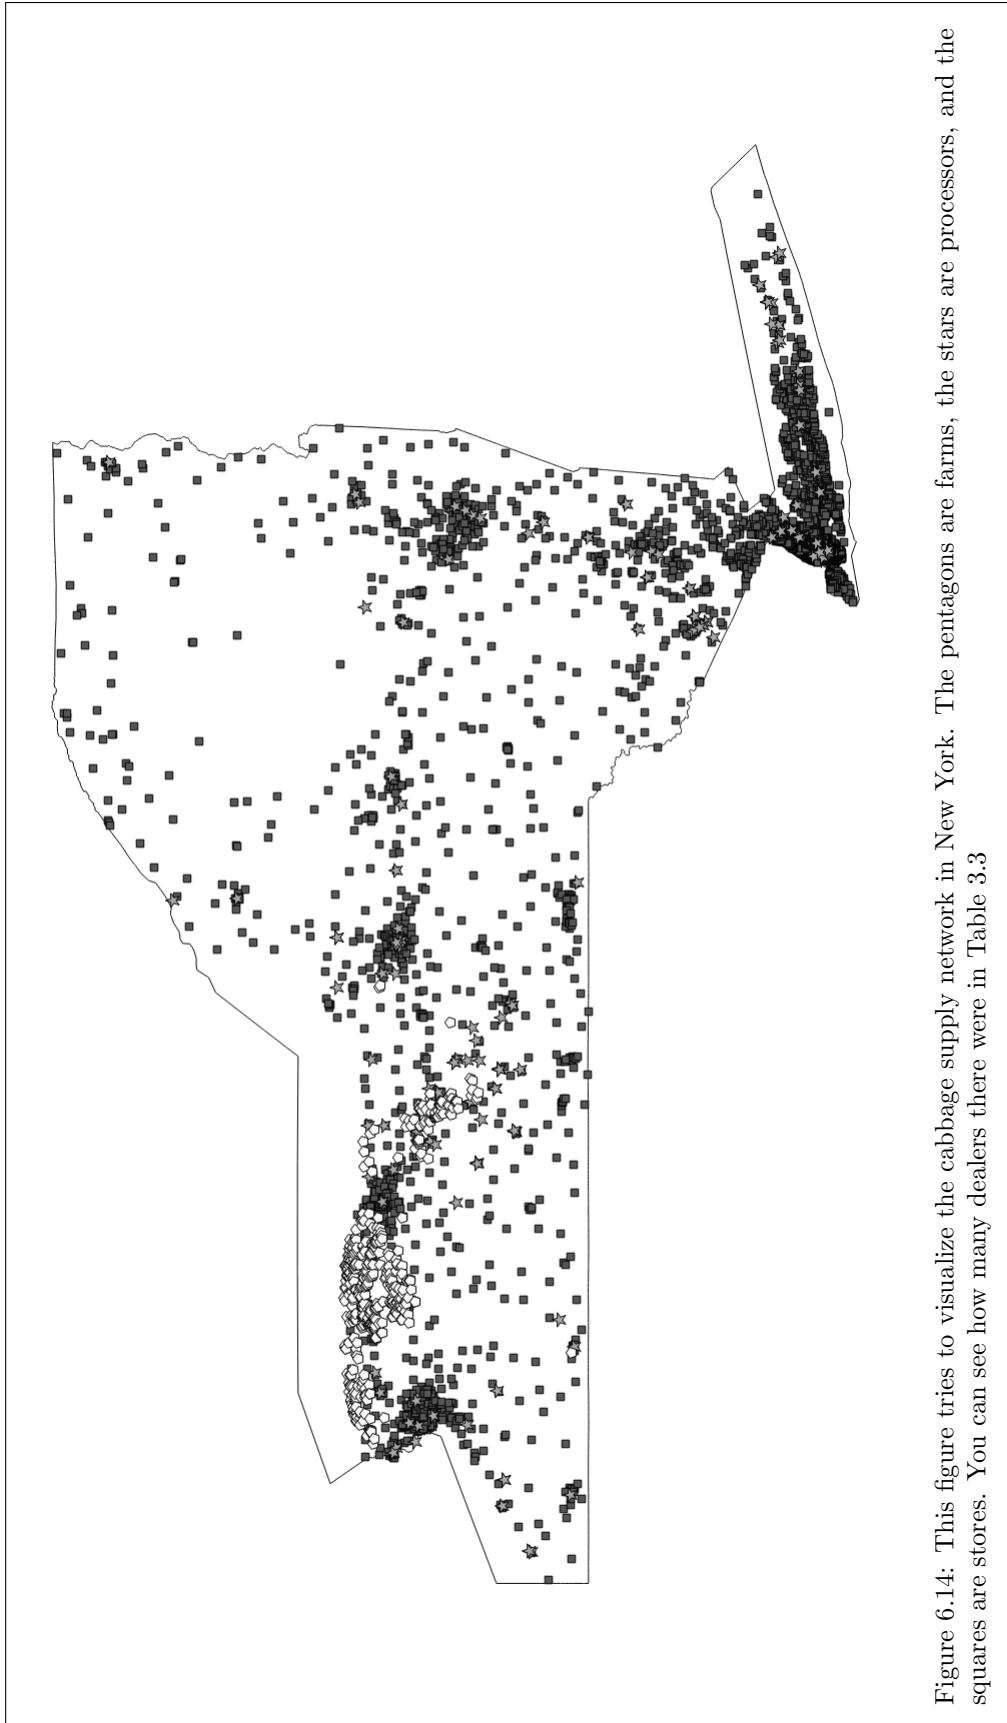 Figure 6.14: This figure tries to visualize the cabbage supply network in New York. The pentagons are farms, the stars are processors, and the
squares are stores. You can see how many dealers there were in Table 3.3